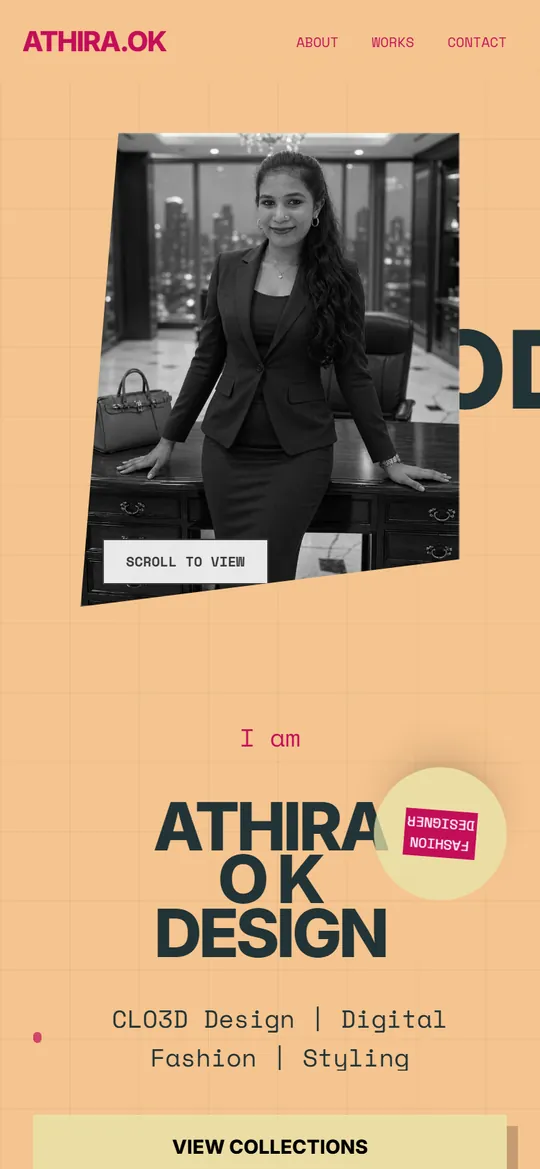 ATHIRA.OK
ABOUT WORKS CONTACT
OD
SCROLL TO VIEW
I am
ATHIRA
O K
DESIGN
FASHION
DESIGNER
CLO3D Design | Digital
Fashion | Styling
VIEW COLLECTIONS